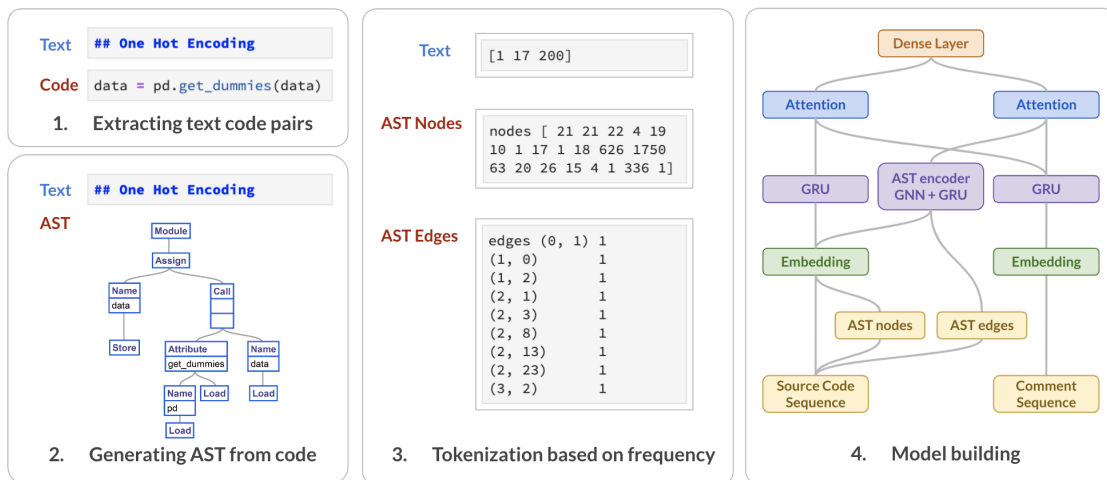 Text
## One Hot Encoding
Code
data = pd.get_dummies(data)
1. Extracting text code pairs
Text
## One Hot Encoding
AST
Module
Assign
Name
data
Call
Store
Attribute
get_dummies
Name
data
Name
pd
Load
Load
Load
2. Generating AST from code
Text
[1 17 200]
AST Nodes
nodes [ 21 21 22 4 19
10 1 17 1 18 626 1750
63 20 26 15 4 1 336 1]
AST Edges
edges (0, 1) 1
(1, 0) 1
(1, 2) 1
(2, 1) 1
(2, 3) 1
(2, 8) 1
(2, 13) 1
(2, 23) 1
(3, 2) 1
3. Tokenization based on frequency
Dense Layer
Attention
Attention
GRU
AST encoder
GNN + GRU
GRU
Embedding
Embedding
AST nodes
AST edges
Source Code
Sequence
Comment
Sequence
4. Model building